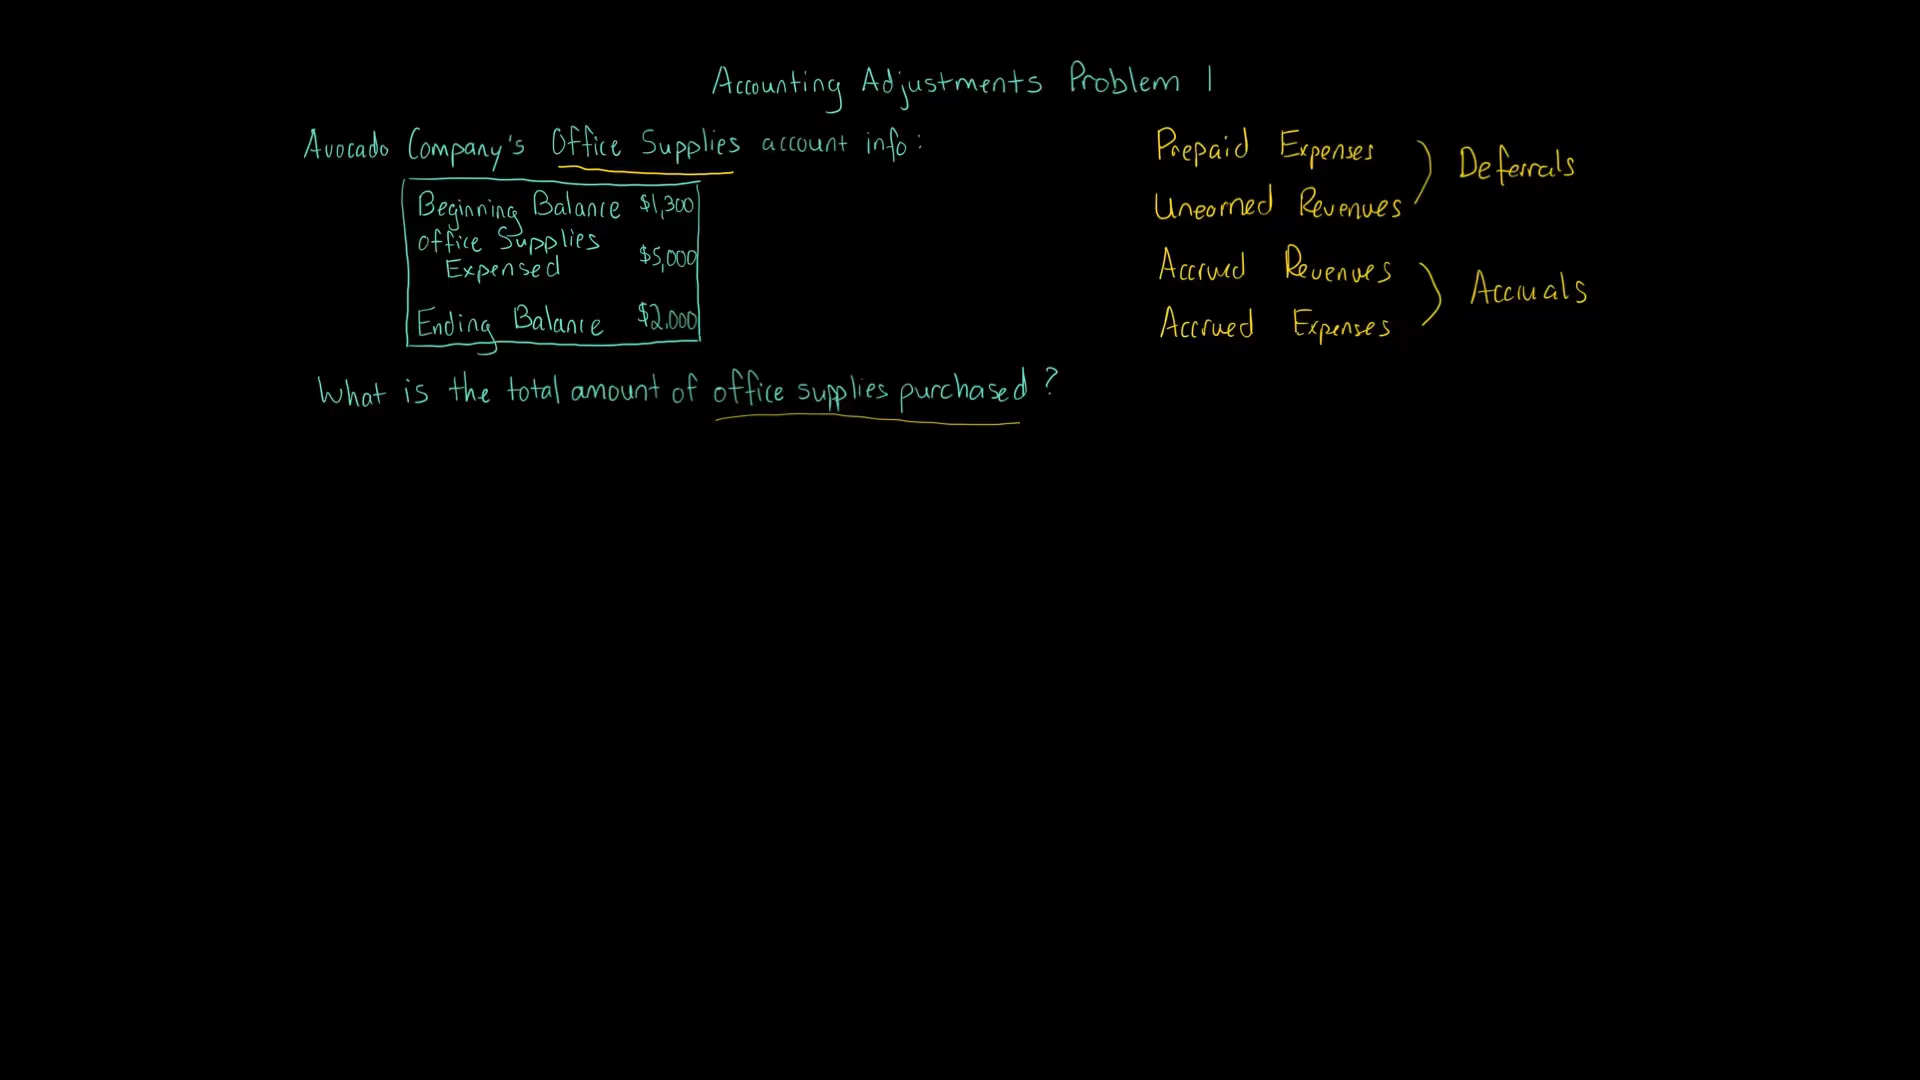 Accounting Adjustments Problem 1
Avocado Company's Office Supplies account info:
Beginning Balance $1,300
Office Supplies
Expensed $5,000
Ending Balance $2,000
What is the total amount of office supplies purchased?
Prepaid Expenses
Unearned Revenues
Deferrals
Accrued Revenues
Accrued Expenses
Accruals